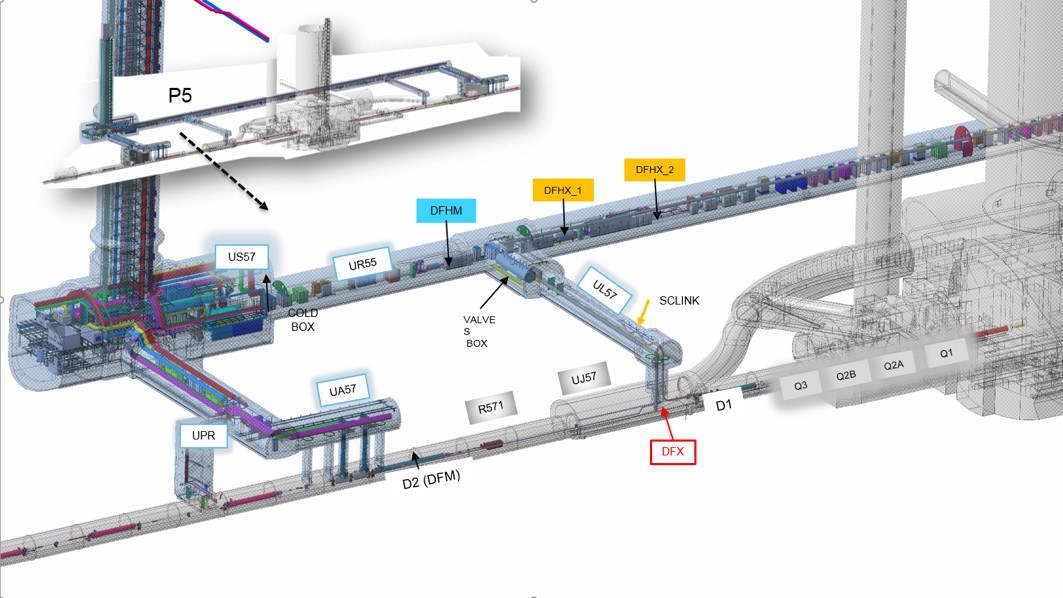 P5
DFHX_2
DFHX_1
DFHM
US57
UR55
UL57
SCLINK
COLD
BOX
VALVE
S
BOX
UJ57
UA57
R571
D1
Q3
Q2B
Q2A
Q1
UPR
DFX
D2 (DFM)